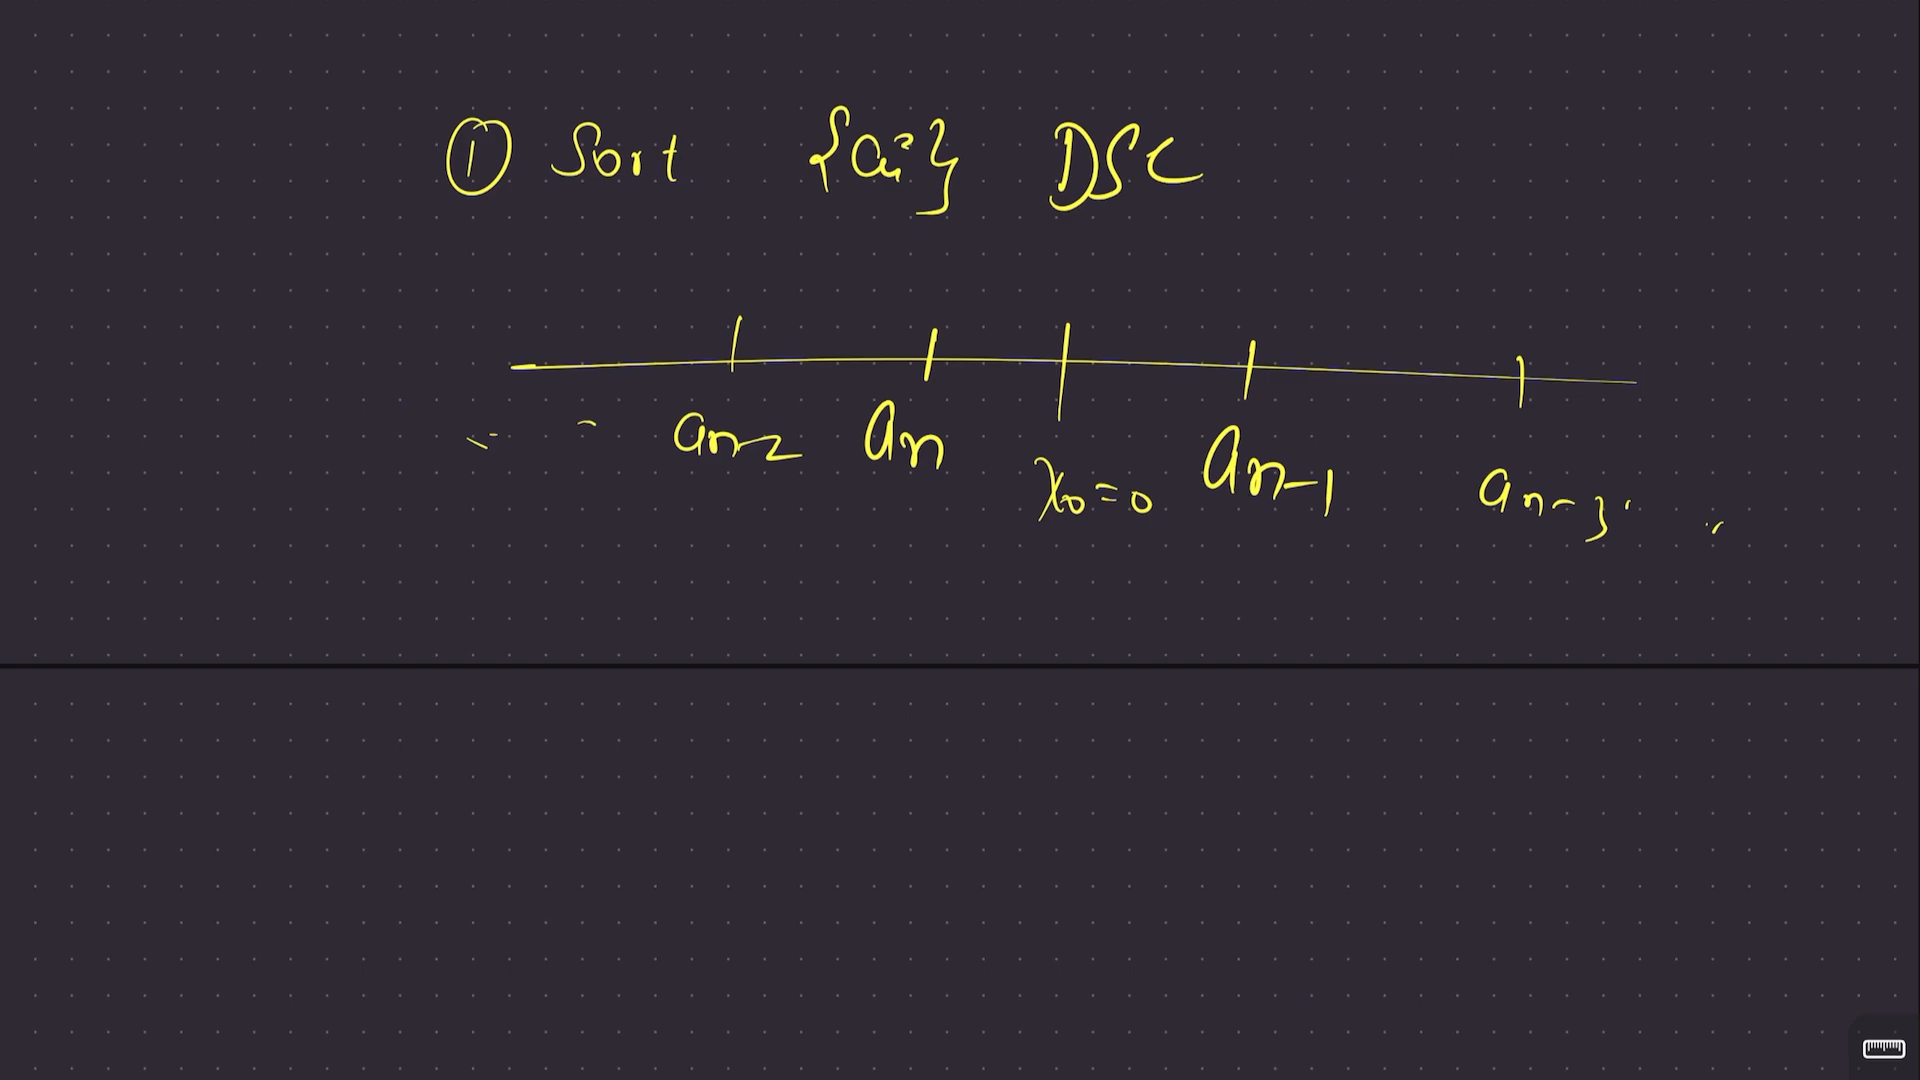 ① Sort {ai} DSC
an-2 an x0=0 an-1 an-3